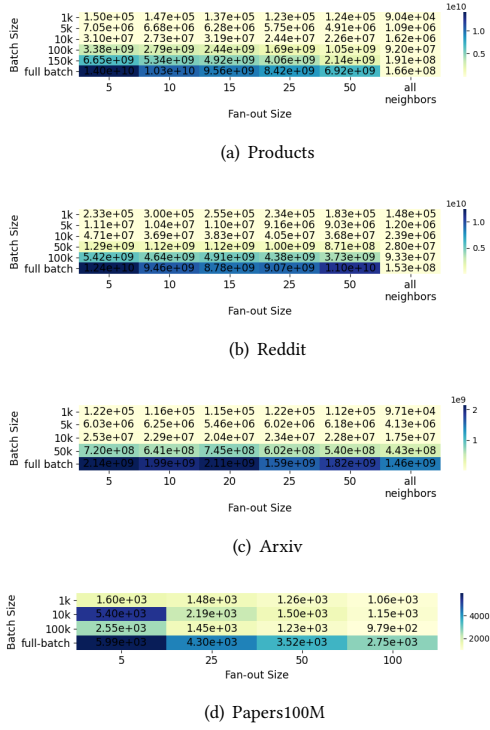 1e10
1k 1.50e+05 1.47e+05 1.37e+05 1.23e+05 1.24e+05 9.04e+04
5k 7.05e+06 6.68e+06 6.28e+06 5.75e+06 4.91e+06 1.09e+06
10k 3.10e+07 2.73e+07 3.19e+07 2.44e+07 2.26e+07 1.62e+06
100k 3.38e+09 2.79e+09 2.44e+09 1.69e+09 1.05e+09 9.20e+07
150k 6.65e+09 5.34e+09 4.92e+09 4.06e+09 2.14e+09 1.91e+08
full batch 1.40e+10 1.03e+10 9.56e+09 8.42e+09 6.92e+09 1.66e+08
Batch Size
5 10 15 25 50 all neighbors
Fan-out Size
1.0
0.5
(a) Products
1e10
1k 2.33e+05 3.00e+05 2.55e+05 2.34e+05 1.83e+05 1.48e+05
5k 1.11e+07 1.04e+07 1.10e+07 9.16e+06 9.03e+06 1.20e+06
10k 4.71e+07 3.69e+07 3.83e+07 4.05e+07 3.68e+07 2.39e+06
50k 1.29e+09 1.12e+09 1.12e+09 1.00e+09 8.71e+08 2.80e+07
100k 5.42e+09 4.64e+09 4.91e+09 4.38e+09 3.73e+09 9.33e+07
full batch 1.24e+10 9.46e+09 8.78e+09 9.07e+09 1.10e+10 1.53e+08
Batch Size
5 10 15 25 50 all neighbors
Fan-out Size
1.0
0.5
(b) Reddit
1e9
1k 1.22e+05 1.16e+05 1.15e+05 1.22e+05 1.12e+05 9.71e+04
5k 6.03e+06 6.25e+06 5.46e+06 6.02e+06 6.18e+06 4.13e+06
10k 2.53e+07 2.29e+07 2.04e+07 2.34e+07 2.28e+07 1.75e+07
50k 7.20e+08 6.41e+08 7.45e+08 6.02e+08 5.40e+08 4.43e+08
full batch 2.14e+09 1.99e+09 2.11e+09 1.59e+09 1.82e+09 1.46e+09
Batch Size
5 10 20 25 50 all neighbors
Fan-out Size
2
1
(c) Arxiv
1k 1.60e+03 1.48e+03 1.26e+03 1.06e+03
10k 5.40e+03 2.19e+03 1.50e+03 1.15e+03
100k 2.55e+03 1.45e+03 1.23e+03 9.79e+02
full-batch 5.99e+03 4.30e+03 3.52e+03 2.75e+03
Batch Size
5 25 50 100
Fan-out Size
4000
2000
(d) Papers100M